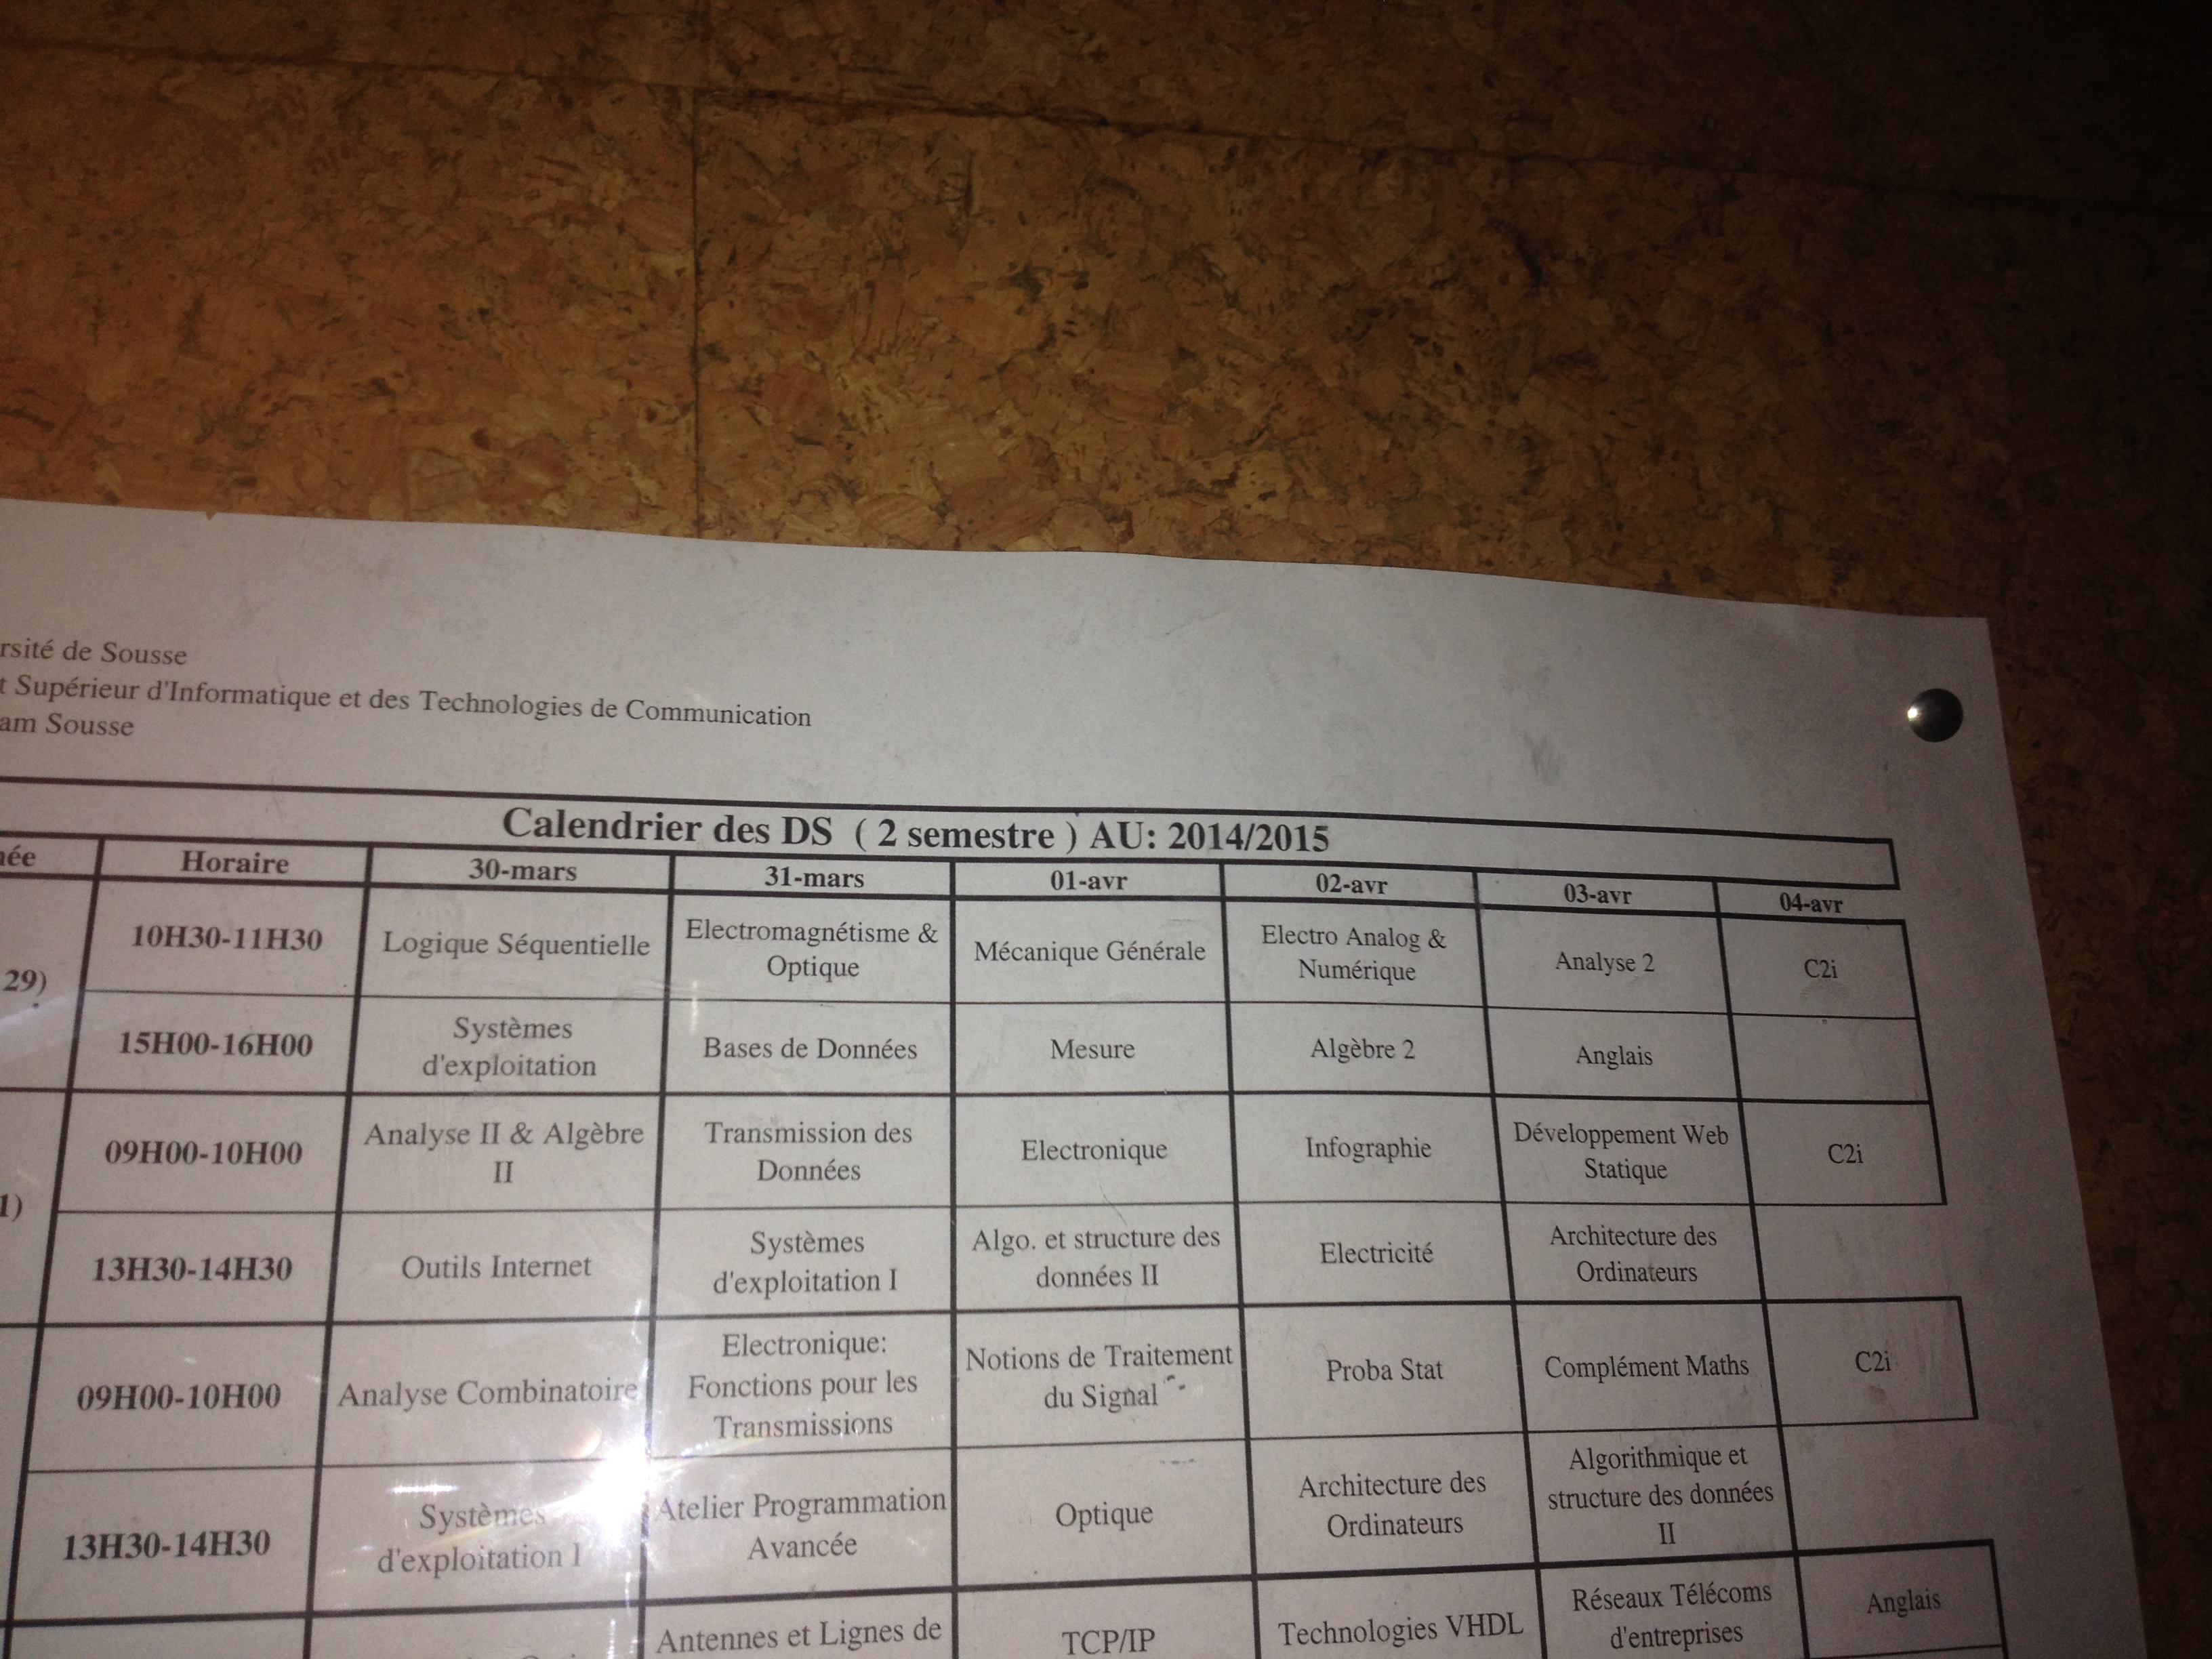 rsité de Sousse
t Supérieur d'Informatique et des Technologies de Communication
am Sousse
Calendrier des DS ( 2 semestre ) AU: 2014/2015
née Horaire 30-mars 31-mars 01-avr 02-avr 03-avr 04-avr
29)
10H30-11H30
Logique Séquentielle
Electromagnétisme &
Optique
Mécanique Générale
Electro Analog &
Numérique
Analyse 2
C2i
15H00-16H00
Systèmes
d'exploitation
Bases de Données
Mesure
Algèbre 2
Anglais
1)
09H00-10H00
Analyse II & Algèbre
II
Transmission des
Données
Electronique
Infographie
Développement Web
Statique
C2i
13H30-14H30
Outils Internet
Systèmes
d'exploitation I
Algo. et structure des
données II
Electricité
Architecture des
Ordinateurs
09H00-10H00
Analyse Combinatoire
Electronique:
Fonctions pour les
Transmissions
Notions de Traitement
du Signal
Proba Stat
Complément Maths
C2i
13H30-14H30
Systèmes
d'exploitation I
Atelier Programmation
Avancée
Optique
Architecture des
Ordinateurs
Algorithmique et
structure des données
II
Antennes et Lignes de
TCP/IP
Technologies VHDL
Réseaux Télécoms
d'entreprises
Anglais